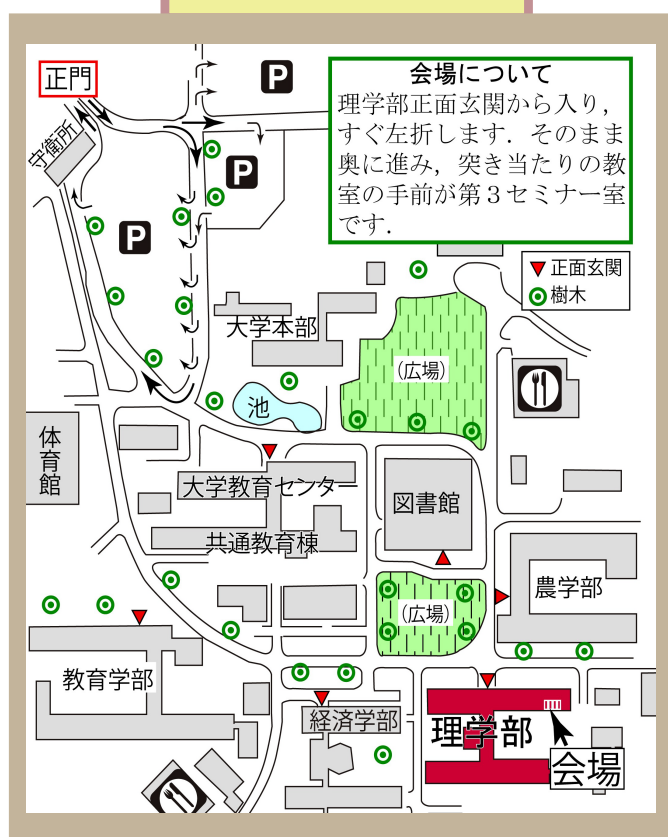 正門
守衛所
P
P
P
会場について
理学部正面玄関から入り，
すぐ左折します．そのまま
奥に進み，突き当たりの教
室の手前が第３セミナー室
です．
正面玄関
樹木
大学本部
(広場)
池
体育館
大学教育センター
図書館
共通教育棟
農学部
(広場)
教育学部
経済学部
理学部
会場